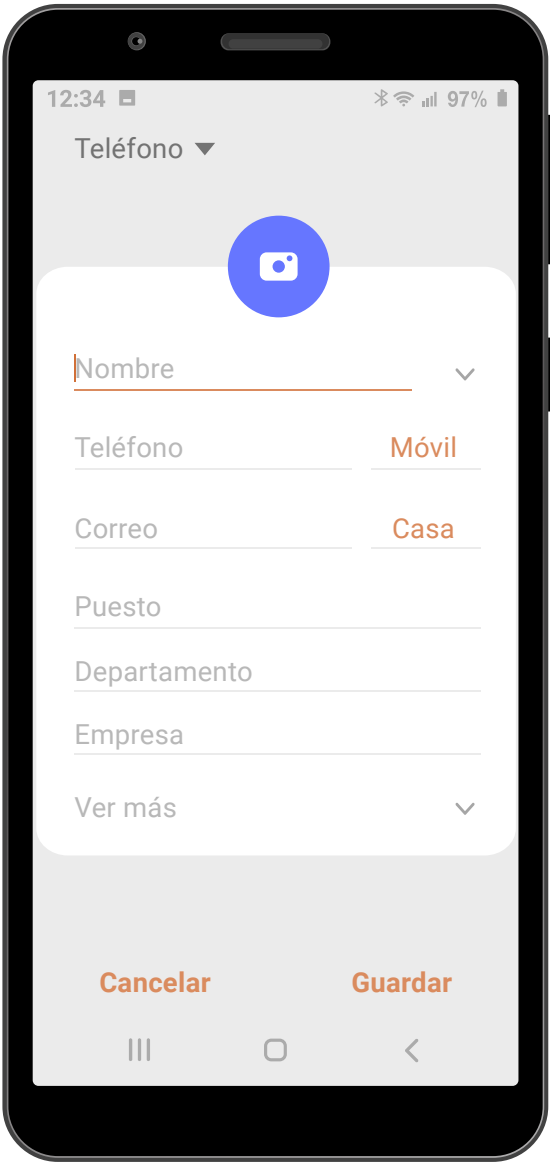 12:34 97%
Teléfono
Nombre
Teléfono Móvil
Correo Casa
Puesto
Departamento
Empresa
Ver más
Cancelar Guardar